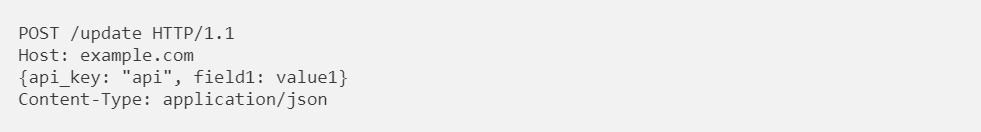 POST /update HTTP/1.1
Host: example.com
{api_key: "api", field1: value1}
Content-Type: application/json